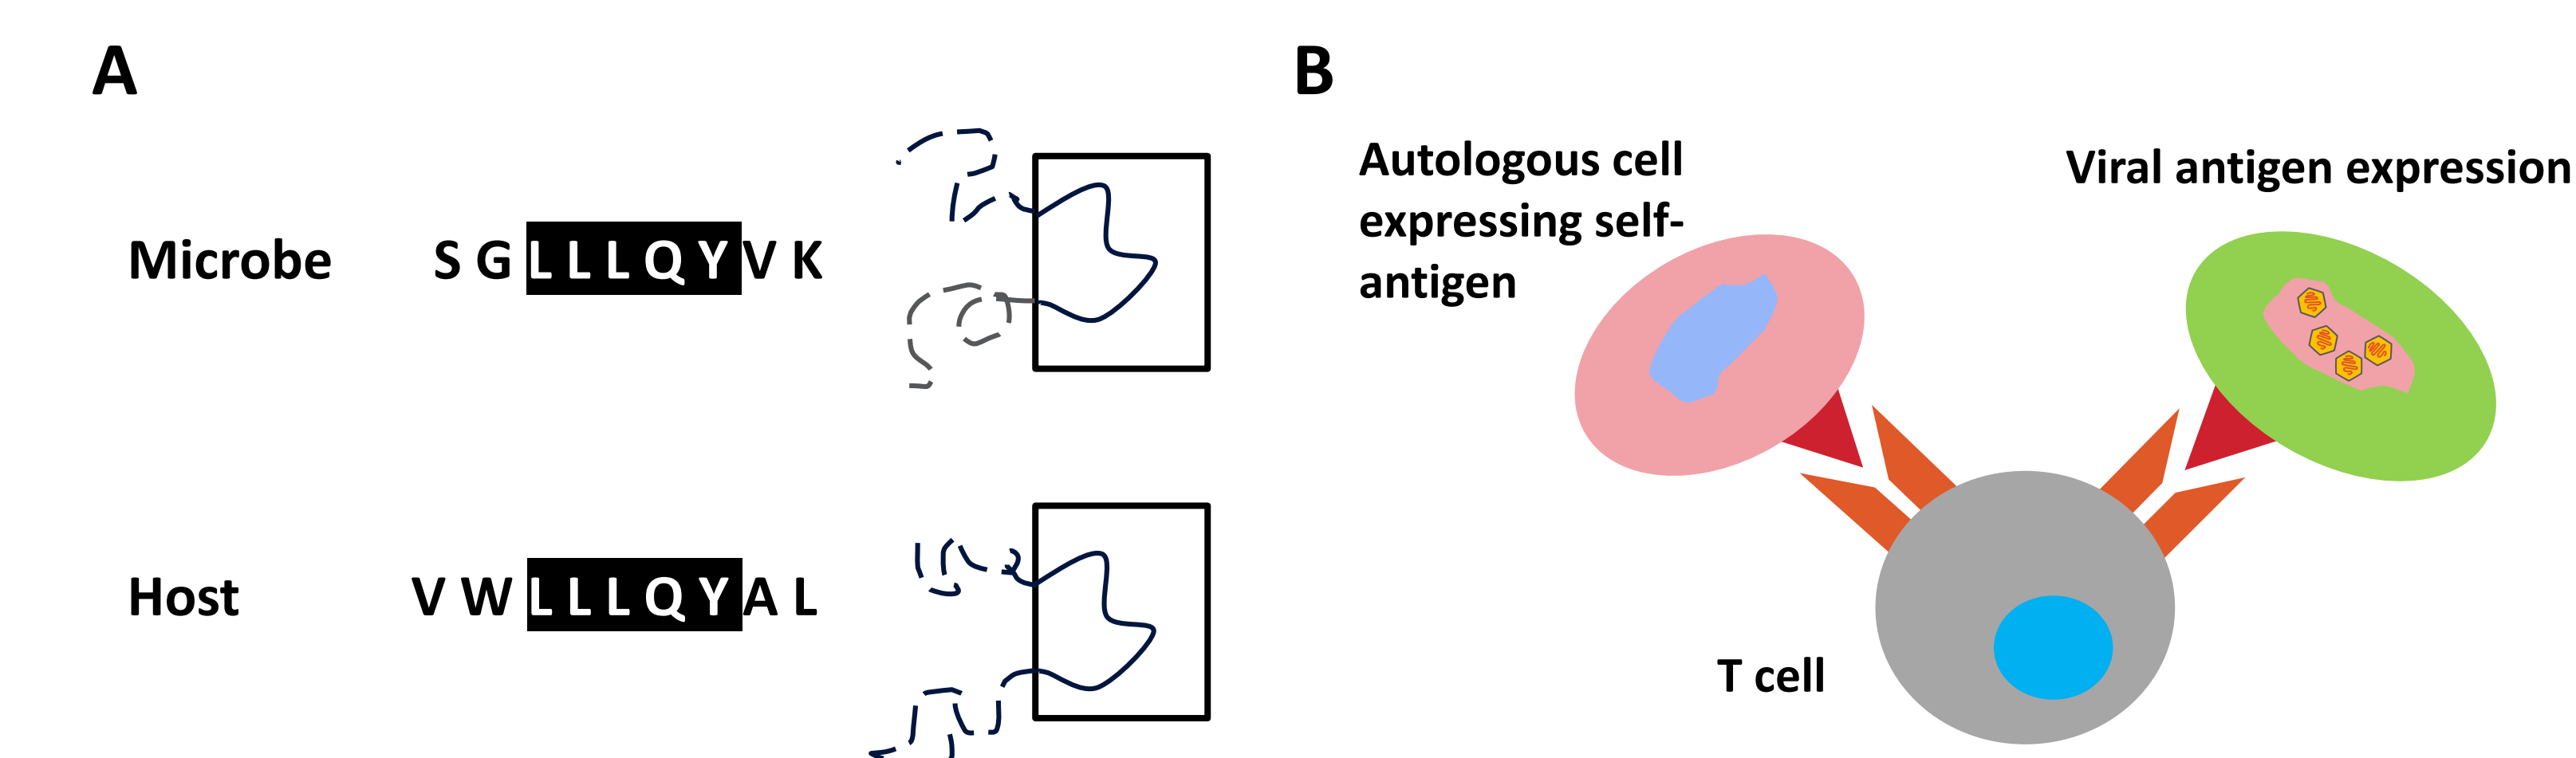 A
Microbe S G L L L Q Y V K
Host V W L L L Q Y A L
B
Autologous cell
expressing self-
antigen
Viral antigen expression
T cell